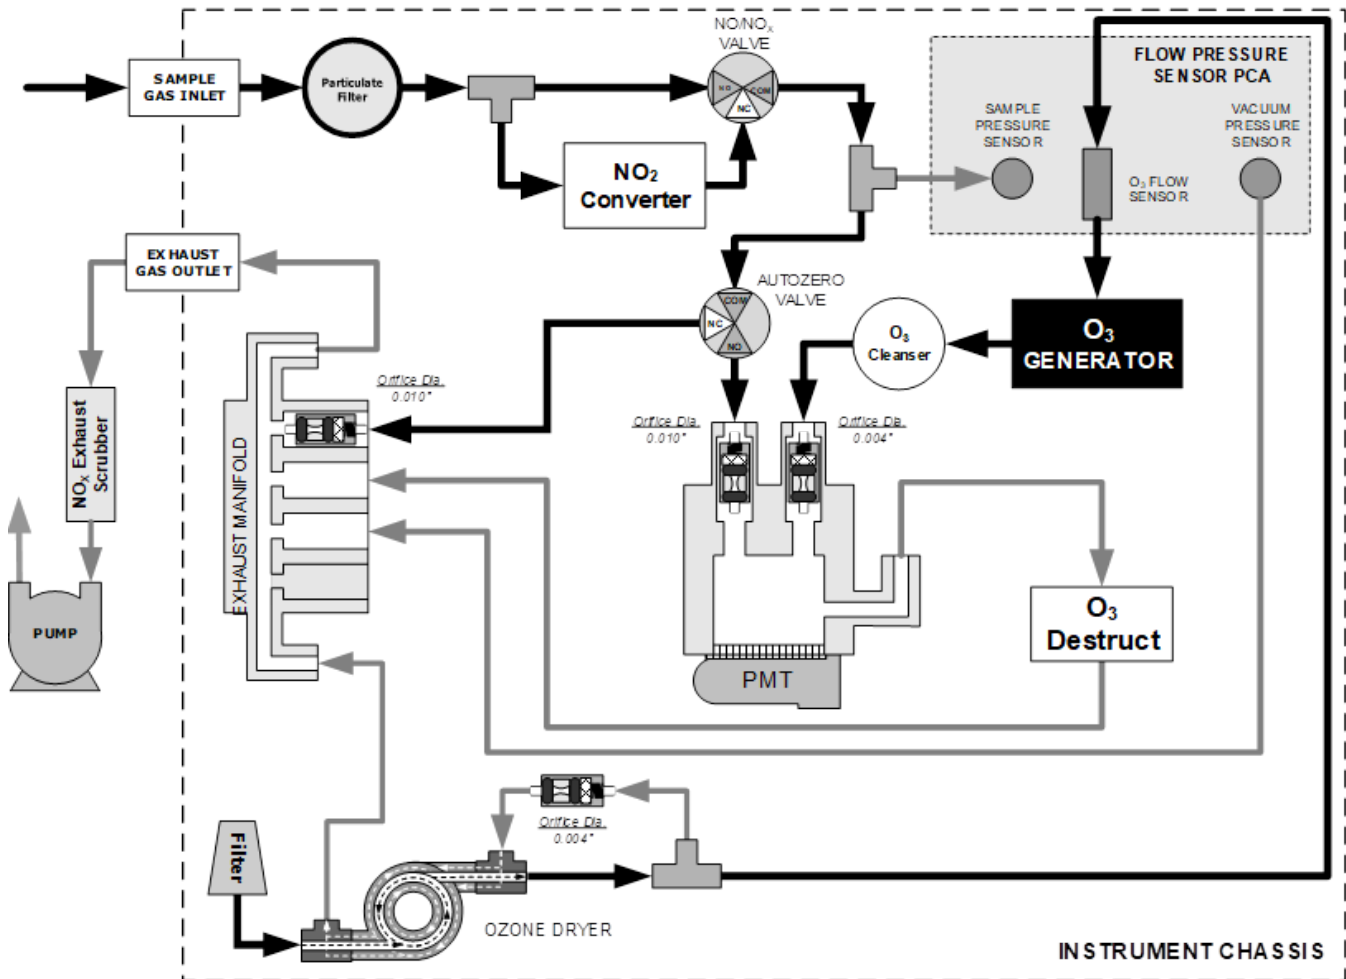 NO/NOX
VALVE
FLOW PRESSURE
SENSOR PCA
SAMPLE
GAS INLET
Particulate
Filter
NO
COM
NC
SAMPLE
PRESSURE
SENSOR
VACUUM
PRESSURE
SENSOR
NO2
Converter
O3 FLOW
SENSOR
EXHAUST
GAS OUTLET
AUTOZERO
VALVE
COM
NC
NO
O3
Cleanser
O3
GENERATOR
Orifice Dia.
0.010"
Orifice Dia.
0.010"
Orifice Dia.
0.004"
NOX Exhaust
Scrubber
EXHAUST MANIFOLD
PUMP
O3
Destruct
PMT
Orifice Dia.
0.004"
Filter
OZONE DRYER
INSTRUMENT CHASSIS